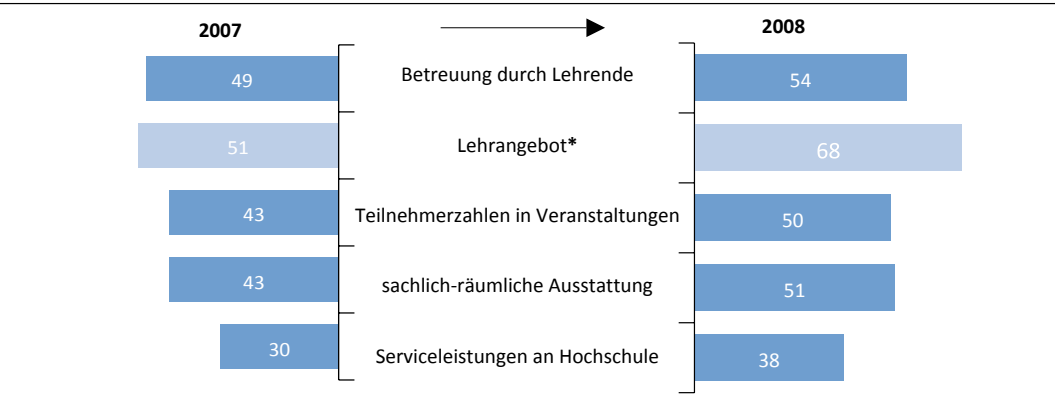 2007
2008
49
Betreuung durch Lehrende
54
51
Lehrangebot*
68
43
Teilnehmerzahlen in Veranstaltungen
50
43
sachlich-räumliche Ausstattung
51
30
Serviceleistungen an Hochschule
38